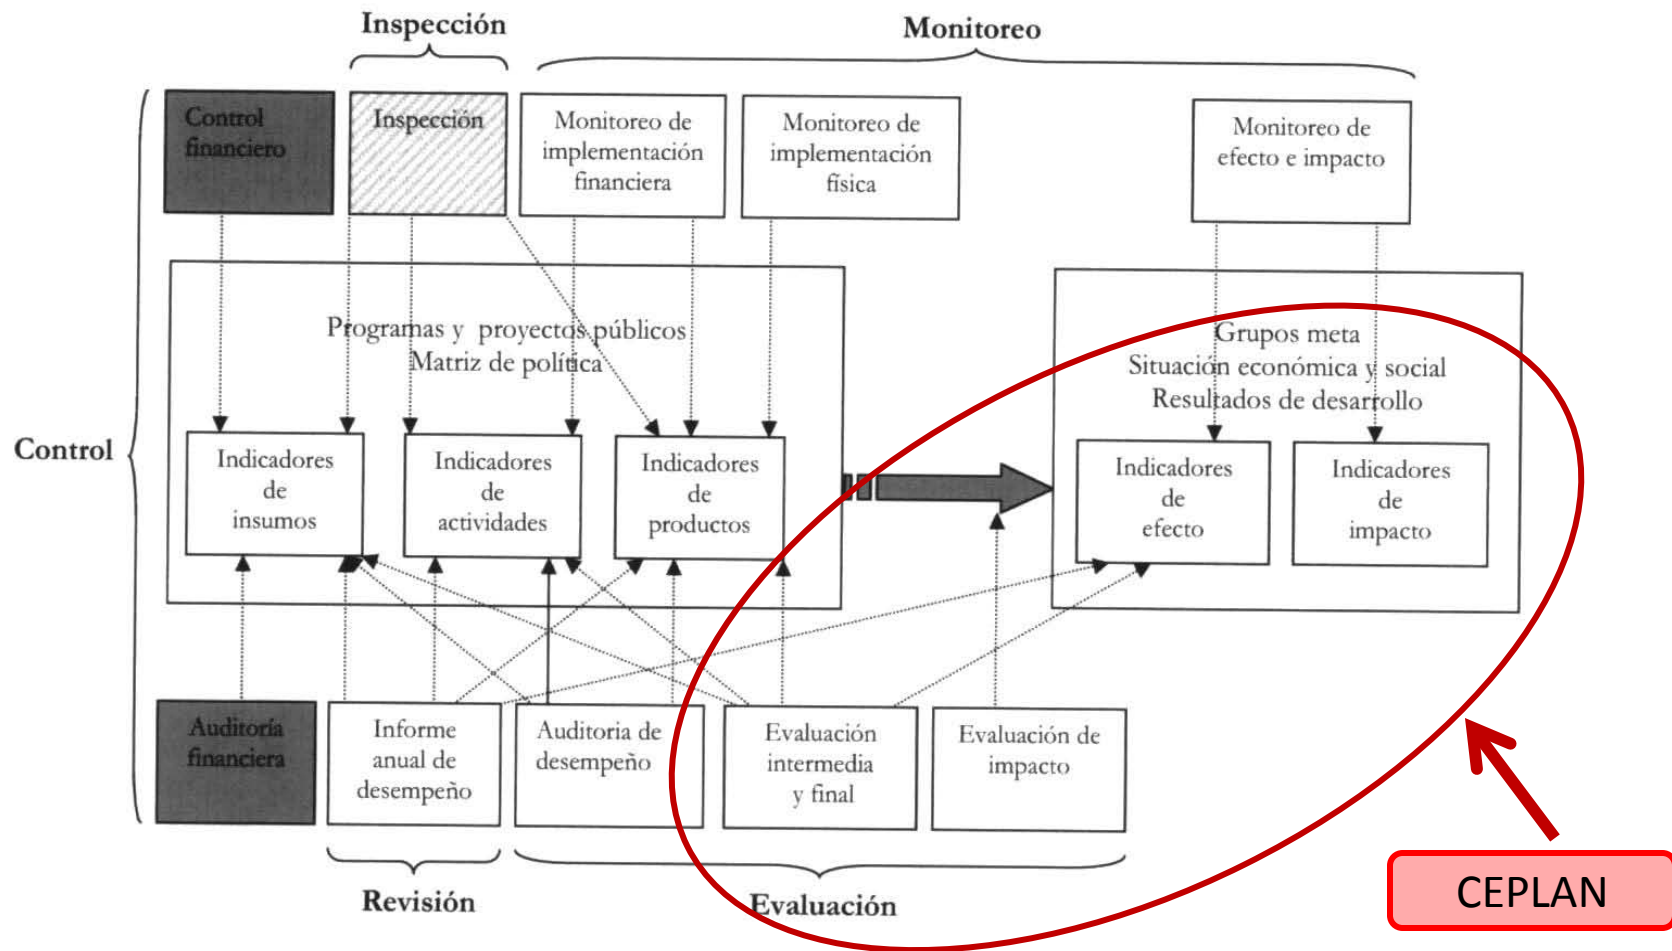 Inspección
Monitoreo
Control
financiero
Inspección
Monitoreo de
implementación
financiera
Monitoreo de
implementación
física
Monitoreo de
efecto e impacto
Programas y proyectos públicos
Matriz de política
Grupos meta
Situación económica y social
Resultados de desarrollo
Control
Indicadores
de
insumos
Indicadores
de
actividades
Indicadores
de
productos
Indicadores
de
efecto
Indicadores
de
impacto
Auditoría
financiera
Informe
anual de
desempeño
Auditoria de
desempeño
Evaluación
intermedia
y final
Evaluación de
impacto
Revisión
Evaluación
CEPLAN